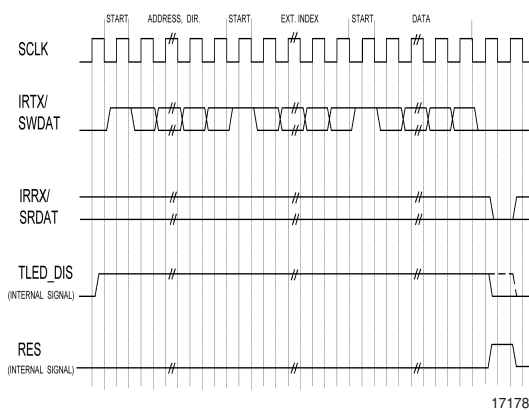 START ADDRESS, DIR. START EXT. INDEX START DATA
SCLK
IRTX/
SWDAT
IRRX/
SRDAT
TLED_DIS
(INTERNAL SIGNAL)
RES
(INTERNAL SIGNAL)
17178